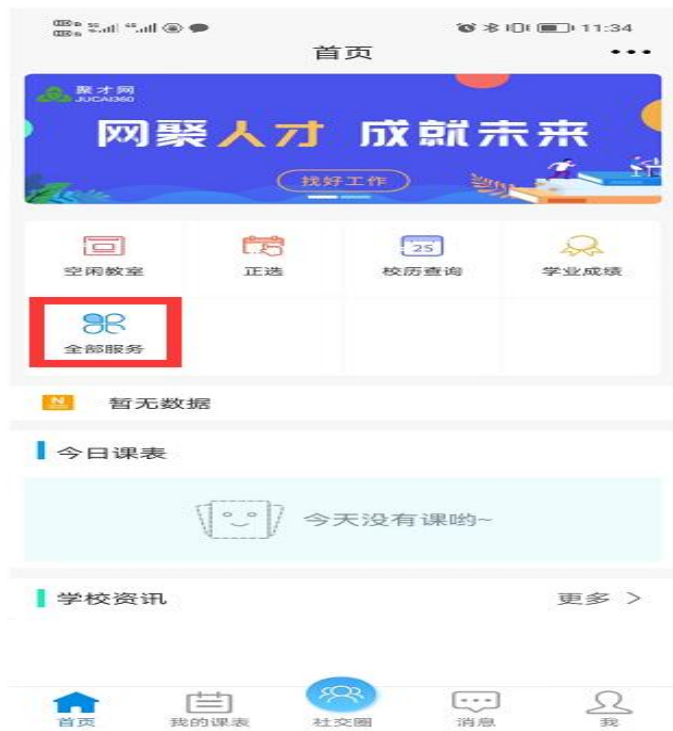 11:34
首页
聚才网
JUCAI360
网聚人才 成就未来
找好工作
空闲教室 正选 25 校历查询 学业成绩
全部服务
N 暂无数据
今日课表
今天没有课哟~
学校资讯 更多 >
首页 我的课表 社交圈 消息 我